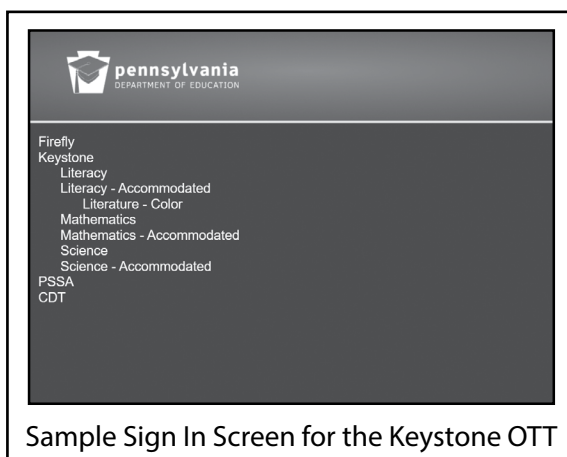 pennsylvania
DEPARTMENT OF EDUCATION
Firefly
Keystone
Literacy
Literacy - Accommodated
Literature - Color
Mathematics
Mathematics - Accommodated
Science
Science - Accommodated
PSSA
CDT
Sample Sign In Screen for the Keystone OTT